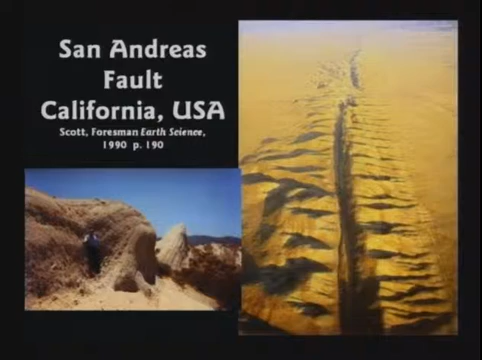 San Andreas
Fault
California, USA
Scott, Foresman Earth Science,
1990 p. 190